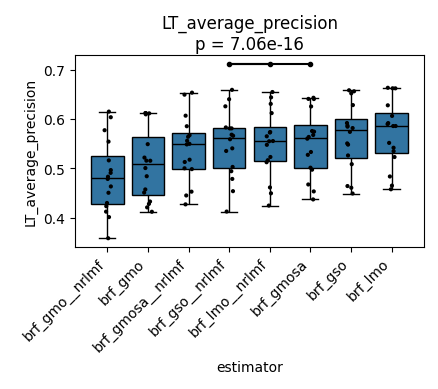 LT_average_precision
p = 7.06e-16
LT_average_precision
0.7
0.6
0.5
0.4
brf_gmo__nrlmf
brf_gmo
brf_gmosa__nrlmf
brf_gso__nrlmf
brf_lmo__nrlmf
brf_gmosa
brf_gso
brf_lmo
estimator